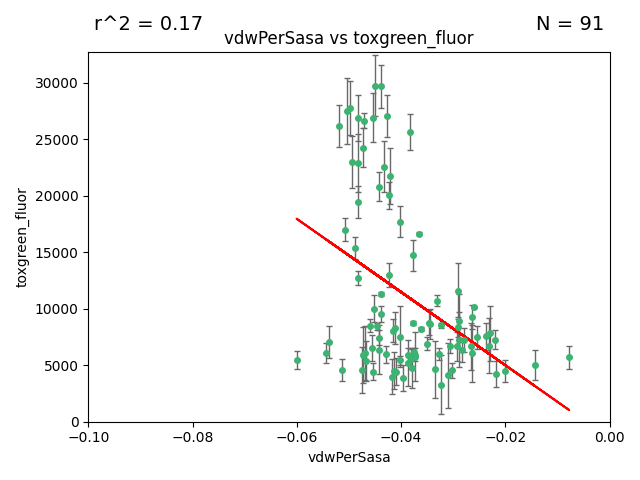 r^2 = 0.17
N = 91
vdwPerSasa vs toxgreen_fluor
toxgreen_fluor
30000
25000
20000
15000
10000
5000
0
−0.10
−0.08
−0.06
−0.04
−0.02
0.00
vdwPerSasa